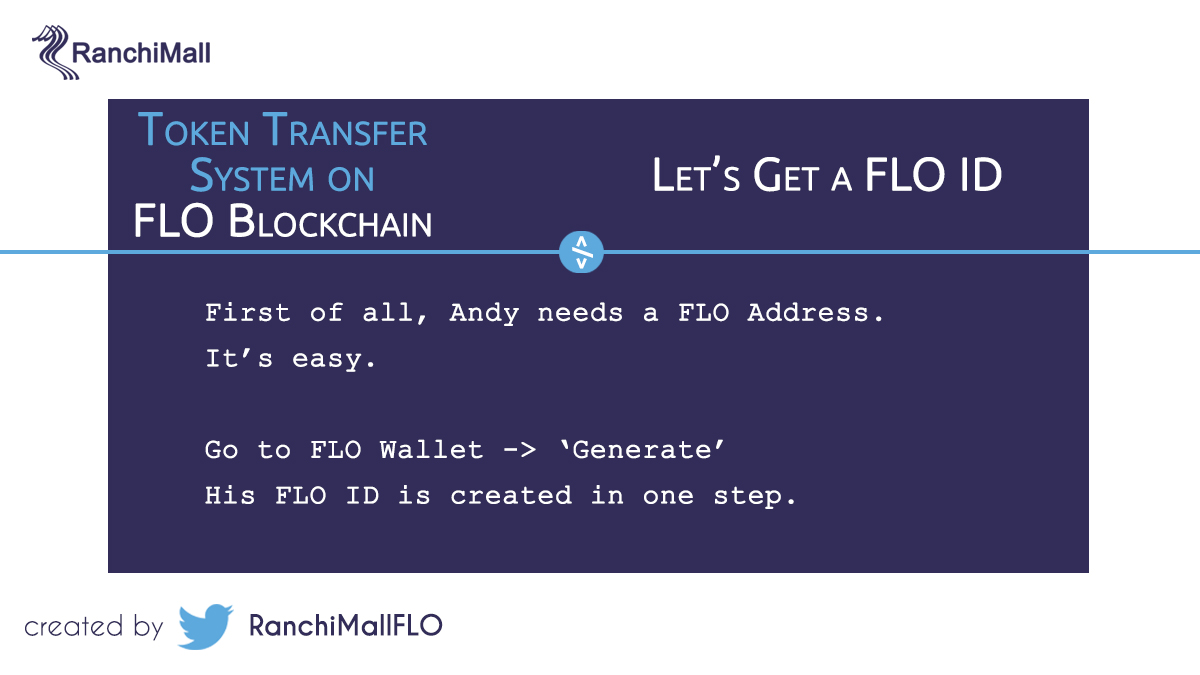 RanchiMall
Token Transfer
System on
FLO Blockchain
Let’s Get a FLO ID
First of all, Andy needs a FLO Address.
It’s easy.
Go to FLO Wallet -> ‘Generate’
His FLO ID is created in one step.
created by RanchiMallFLO